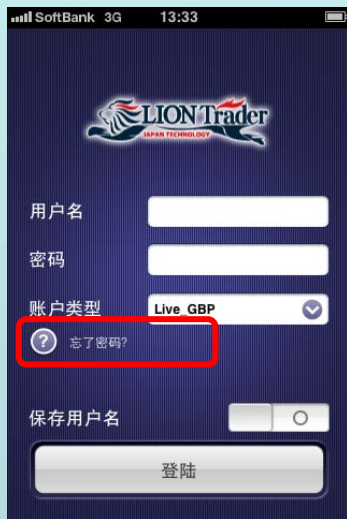 SoftBank 3G 13:33
LION Trader
JAPAN TECHNOLOGY
用户名
密码
账户类型 Live_GBP
? 忘了密码?
保存用户名
登陆